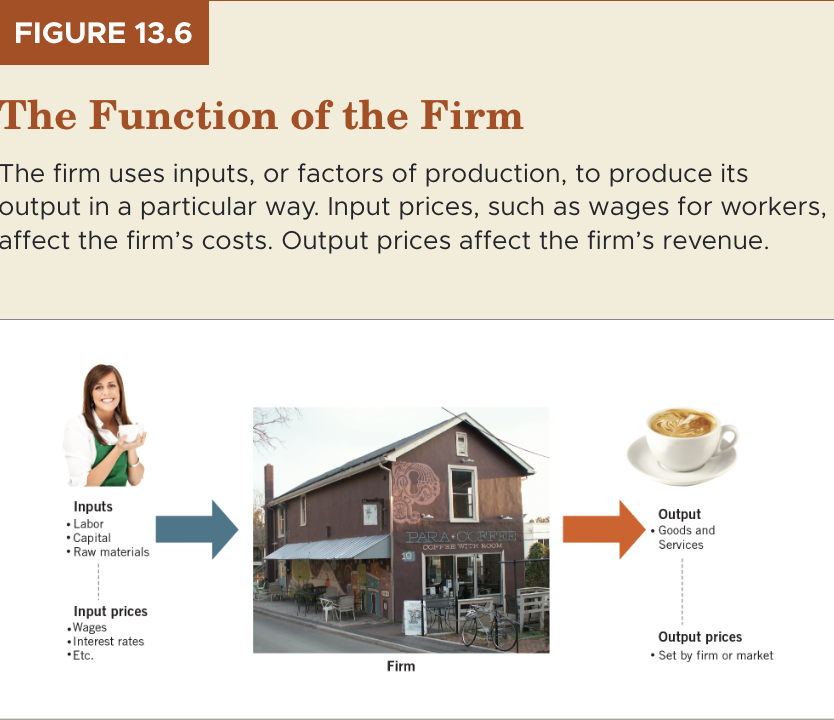 FIGURE 13.6
The Function of the Firm
The firm uses inputs, or factors of production, to produce its
output in a particular way. Input prices, such as wages for workers,
affect the firm’s costs. Output prices affect the firm’s revenue.
Inputs
• Labor
• Capital
• Raw materials
Input prices
• Wages
• Interest rates
• Etc.
PARA • COFFEE
COFFEE WITH ROOM
Firm
Output
• Goods and
Services
Output prices
• Set by firm or market